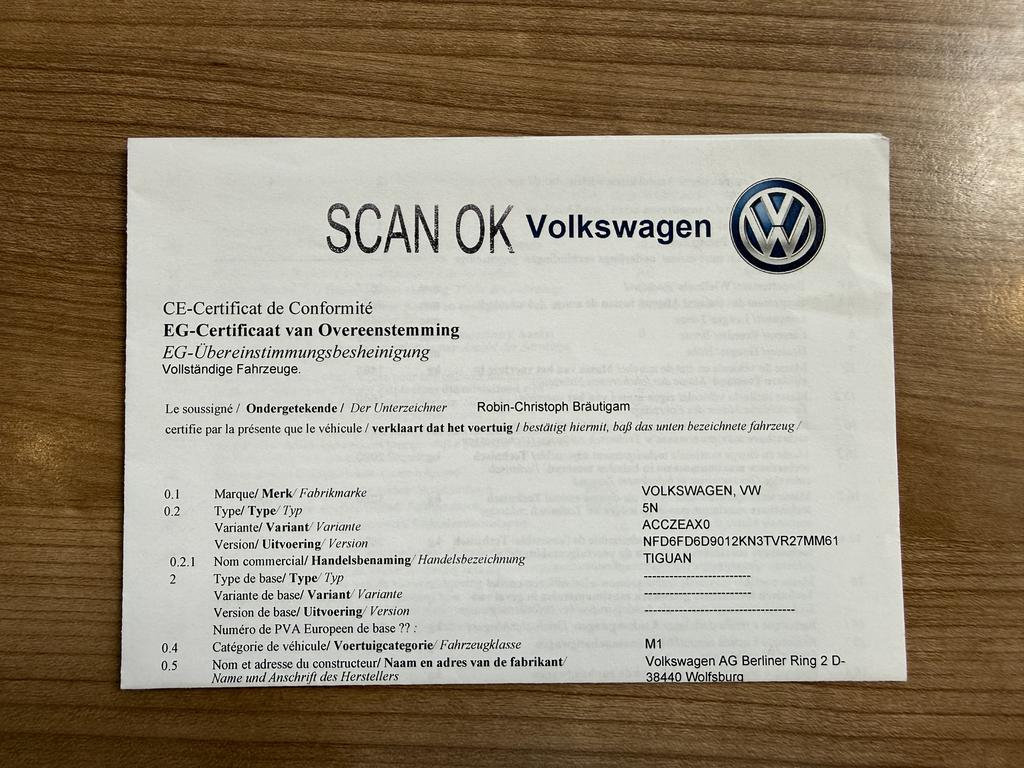 SCAN OK Volkswagen
CE-Certificat de Conformité
EG-Certificaat van Overeenstemming
EG-Übereinstimmungsbesheinigung
Vollständige Fahrzeuge.
Le soussigné / Ondergetekende / Der Unterzeichner Robin-Christoph Bräutigam
certifie par la présente que le véhicule / verklaart dat het voertuig / bestätigt hiermit, baß das unten bezeichnete fahrzeug /
0.1 Marque/ Merk/ Fabrikmarke VOLKSWAGEN, VW
0.2 Type/ Type/ Typ 5N
Variante/ Variant/ Variante ACCZEAX0
Version/ Uitvoering/ Version NFD6FD6D9012KN3TVR27MM61
0.2.1 Nom commercial/ Handelsbenaming/ Handelsbezeichnung TIGUAN
2 Type de base/ Type/ Typ -------------------------
Variante de base/ Variant/ Variante -------------------------
Version de base/ Uitvoering/ Version -----------------------------------
Numéro de PVA Europeen de base ?? :
0.4 Catégorie de véhicule/ Voertuigcategorie/ Fahrzeugklasse M1
0.5 Nom et adresse du constructeur/ Naam en adres van de fabrikant/ Volkswagen AG Berliner Ring 2 D-
Name und Anschrift des Herstellers 38440 Wolfsburg